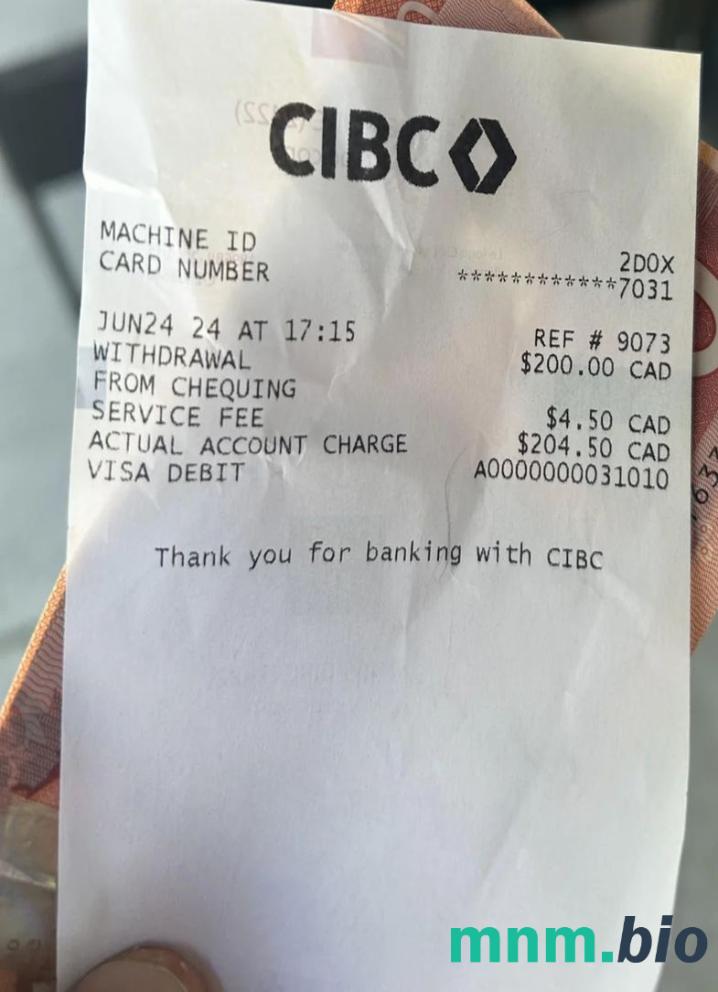 CIBC
MACHINE ID 2DOX
CARD NUMBER ************7031
JUN24 24 AT 17:15 REF # 9073
WITHDRAWAL $200.00 CAD
FROM CHEQUING
SERVICE FEE $4.50 CAD
ACTUAL ACCOUNT CHARGE $204.50 CAD
VISA DEBIT A0000000031010
Thank you for banking with CIBC
mnm.bio